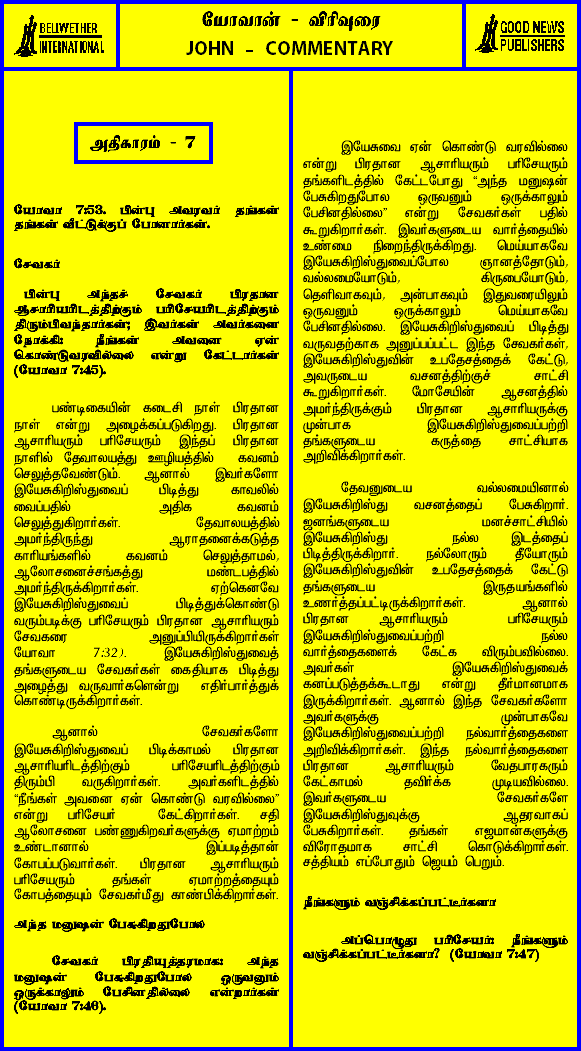 BELWETHER
INTERNATIONAL
யோவான் - விரிவுரை
JOHN - COMMENTARY
GOOD NEWS
PUBLISHERS
அதிகாரம் - 7
யோவா 7:53. பின்பு அவரவர் தங்கள்
தங்கள் வீட்டுக்குப் போனார்கள்.
சேவகர்
பின்பு அந்தச் சேவகர் பிரதான
ஆசாரியரிடத்திற்கும் பரிசேயரிடத்திற்கும்
திரும்பிவந்தார்கள்; இவர்கள் அவர்களை
நோக்கி: நீங்கள் அவனை ஏன்
கொண்டுவரவில்லை என்று கேட்டார்கள்
(யோவா 7:45).
பண்டிகையின் கடைசி நாள் பிரதான
நாள் என்று அழைக்கப்படுகிறது. பிரதான
ஆசாரியரும் பரிசேயரும் இந்தப் பிரதான
நாளில் தேவாலயத்து ஊழியத்தில் கவனம்
செலுத்தவேண்டும். ஆனால் இவர்களோ
இயேசுகிறிஸ்துவைப் பிடித்து காவலில்
வைப்பதில் அதிக கவனம்
செலுத்துகிறார்கள். தேவாலயத்தில்
அமர்ந்திருந்து ஆராதனைக்கடுத்த
காரியங்களில் கவனம் செலுத்தாமல்,
ஆலோசனைச்சங்கத்து மண்டபத்தில்
அமர்ந்திருக்கிறார்கள். ஏற்கெனவே
இயேசுகிறிஸ்துவைப் பிடித்துக்கொண்டு
வரும்படிக்கு பரிசேயரும் பிரதான ஆசாரியரும்
சேவகரை அனுப்பியிருக்கிறார்கள்
யோவா 7:32). இயேசுகிறிஸ்துவைத்
தங்களுடைய சேவகர்கள் கைதியாக பிடித்து
அழைத்து வருவார்களென்று எதிர்பார்த்துக்
கொண்டிருக்கிறார்கள்.
ஆனால் சேவகர்களோ
இயேசுகிறிஸ்துவைப் பிடிக்காமல் பிரதான
ஆசாரியரிடத்திற்கும் பரிசேயரிடத்திற்கும்
திரும்பி வருகிறார்கள். அவர்களிடத்தில்
“நீங்கள் அவனை ஏன் கொண்டு வரவில்லை”
என்று பரிசேயர் கேட்கிறார்கள். சதி
ஆலோசனை பண்ணுகிறவர்களுக்கு ஏமாற்றம்
உண்டானால் இப்படித்தான்
கோபப்படுவார்கள். பிரதான ஆசாரியரும்
பரிசேயரும் தங்கள் ஏமாற்றத்தையும்
கோபத்தையும் சேவகர்மீது காண்பிக்கிறார்கள்.
அந்த மனுஷன் பேசுகிறதுபோல
சேவகர் பிரதியுத்தரமாக: அந்த
மனுஷன் பேசுகிறதுபோல ஒருவனும்
ஒருக்காலும் பேசினதில்லை என்றார்கள்
(யோவா 7:46).
இயேசுவை ஏன் கொண்டு வரவில்லை
என்று பிரதான ஆசாரியரும் பரிசேயரும்
தங்களிடத்தில் கேட்டபோது “அந்த மனுஷன்
பேசுகிறதுபோல ஒருவனும் ஒருக்காலும்
பேசினதில்லை” என்று சேவகர்கள் பதில்
கூறுகிறார்கள். இவர்களுடைய வார்த்தையில்
உண்மை நிறைந்திருக்கிறது. மெய்யாகவே
இயேசுகிறிஸ்துவைப்போல ஞானத்தோடும்,
வல்லமையோடும், கிருபையோடும்,
தெளிவாகவும், அன்பாகவும் இதுவரையிலும்
ஒருவனும் ஒருக்காலும் மெய்யாகவே
பேசினதில்லை. இயேசுகிறிஸ்துவைப் பிடித்து
வருவதற்காக அனுப்பப்பட்ட இந்த சேவகர்கள்,
இயேசுகிறிஸ்துவின் உபதேசத்தைக் கேட்டு,
அவருடைய வசனத்திற்குச் சாட்சி
கூறுகிறார்கள். மோசேயின் ஆசனத்தில்
அமர்ந்திருக்கும் பிரதான ஆசாரியருக்கு
முன்பாக இயேசுகிறிஸ்துவைப்பற்றி
தங்களுடைய கருத்தை சாட்சியாக
அறிவிக்கிறார்கள்.
தேவனுடைய வல்லமையினால்
இயேசுகிறிஸ்து வசனத்தைப் பேசுகிறார்.
ஜனங்களுடைய மனச்சாட்சியில்
இயேசுகிறிஸ்து நல்ல இடத்தைப்
பிடித்திருக்கிறார். நல்லோரும் தீயோரும்
இயேசுகிறிஸ்துவின் உபதேசத்தைக் கேட்டு
தங்களுடைய இருதயங்களில்
உணர்த்தப்பட்டிருக்கிறார்கள். ஆனால்
பிரதான ஆசாரியரும் பரிசேயரும்
இயேசுகிறிஸ்துவைப்பற்றி நல்ல
வார்த்தைகளைக் கேட்க விரும்பவில்லை.
அவர்கள் இயேசுகிறிஸ்துவைக்
கனப்படுத்தக்கூடாது என்று தீர்மானமாக
இருக்கிறார்கள். ஆனால் இந்த சேவகர்களோ
அவர்களுக்கு முன்பாகவே
இயேசுகிறிஸ்துவைப்பற்றி நல்வார்த்தைகளை
அறிவிக்கிறார்கள். இந்த நல்வார்த்தைகளை
பிரதான ஆசாரியரும் வேதபாரகரும்
கேட்காமல் தவிர்க்க முடியவில்லை.
இவர்களுடைய சேவகர்களே
இயேசுகிறிஸ்துவுக்கு ஆதரவாகப்
பேசுகிறார்கள். தங்கள் எஜமான்களுக்கு
விரோதமாக சாட்சி கொடுக்கிறார்கள்.
சத்தியம் எப்போதும் ஜெயம் பெறும்.
நீங்களும் வஞ்சிக்கப்பட்டீர்களா
அப்பொழுது பரிசேயர்: நீங்களும்
வஞ்சிக்கப்பட்டீர்களா? (யோவா 7:47)